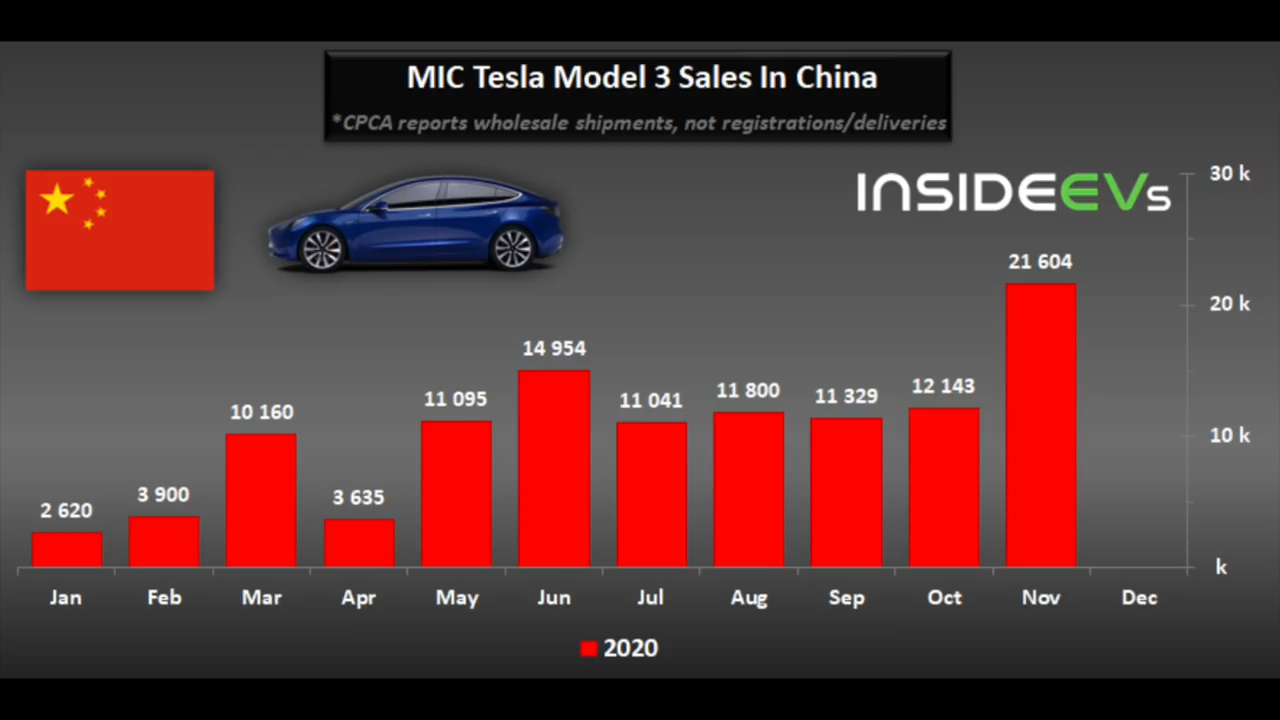 MIC Tesla Model 3 Sales In China
*CPCA reports wholesale shipments, not registrations/deliveries
INSIDEEVs
30 k
20 k
10 k
k
2 620
3 900
10 160
3 635
11 095
14 954
11 041
11 800
11 329
12 143
21 604
Jan Feb Mar Apr May Jun Jul Aug Sep Oct Nov Dec
2020